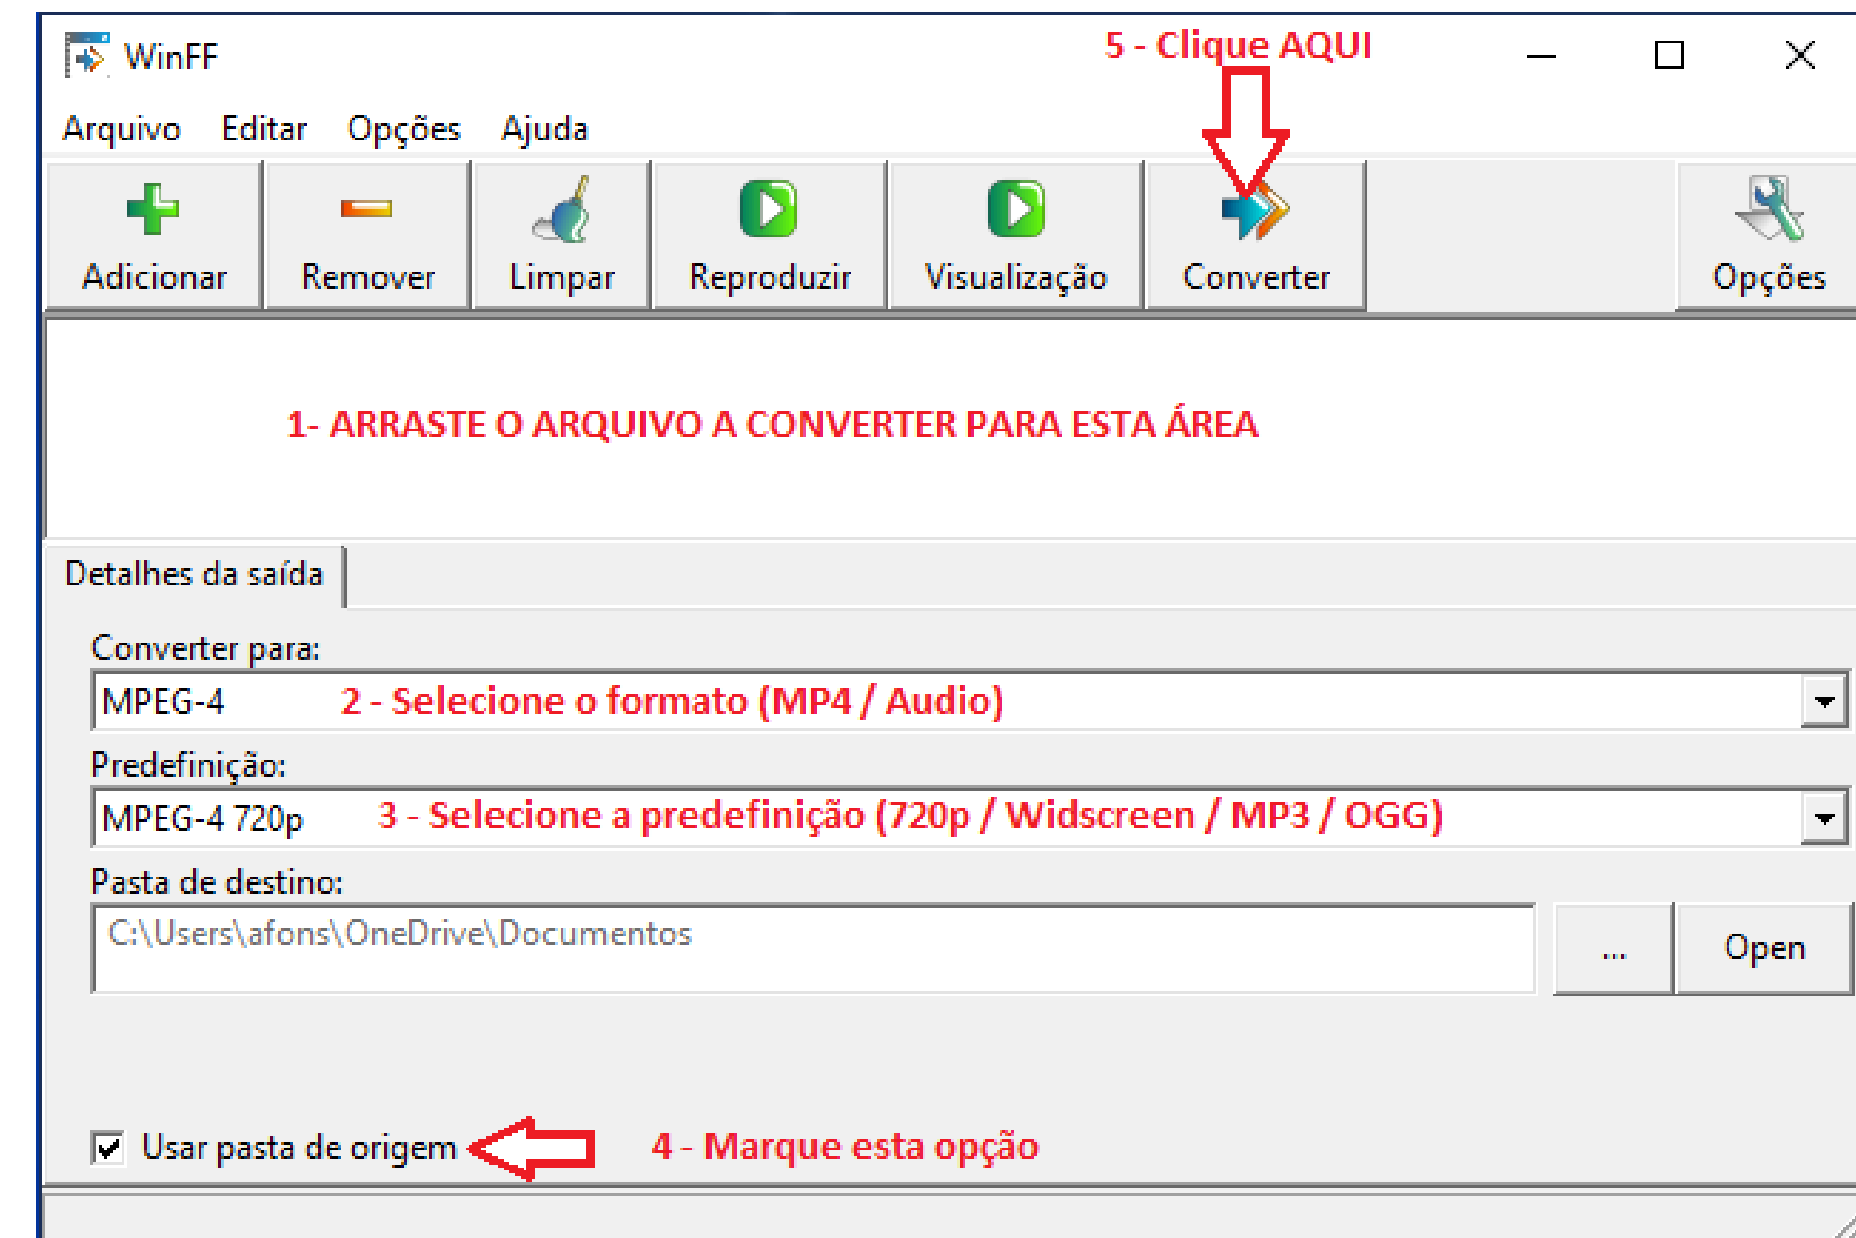 WinFF
5 - Clique AQUI
Arquivo Editar Opções Ajuda
Adicionar Remover Limpar Reproduzir Visualização Converter Opções
1- ARRASTE O ARQUIVO A CONVERTER PARA ESTA ÁREA
Detalhes da saída
Converter para:
MPEG-4 2 - Selecione o formato (MP4 / Audio)
Predefinição:
MPEG-4 720p 3 - Selecione a predefinição (720p / Widscreen / MP3 / OGG)
Pasta de destino:
C:\Users\afons\OneDrive\Documentos ... Open
Usar pasta de origem 4 - Marque esta opção